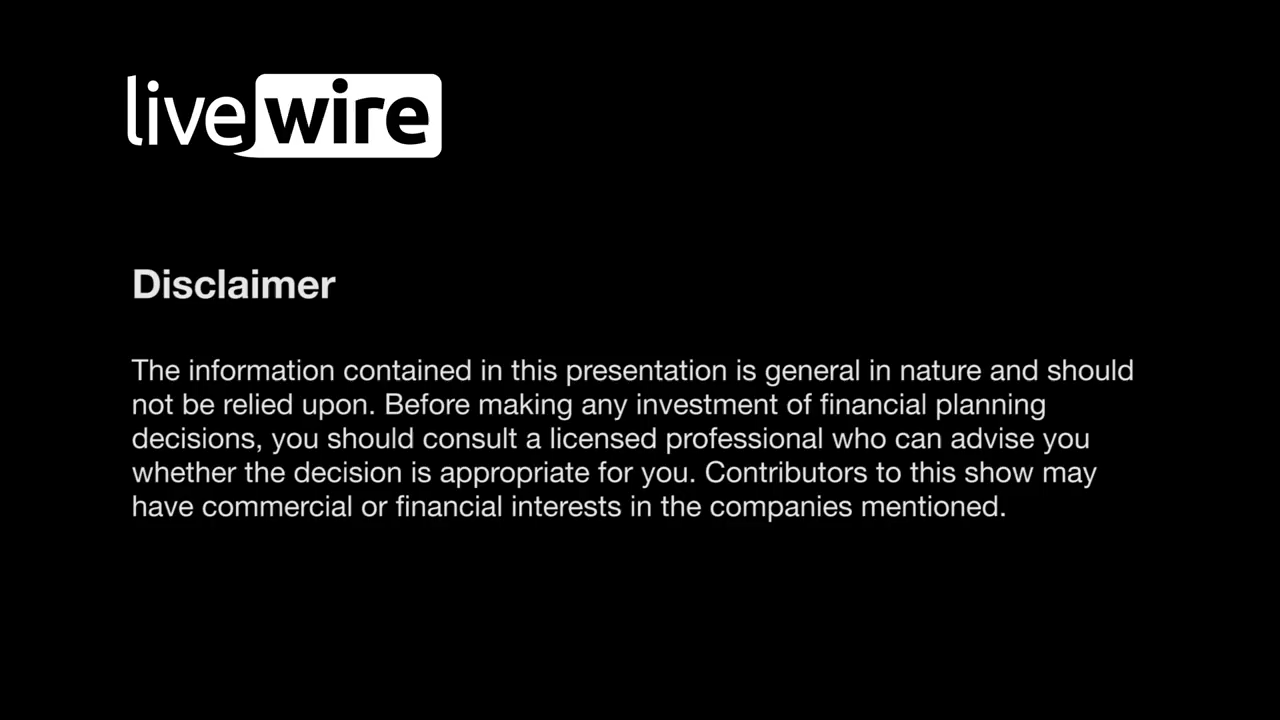 livewire
Disclaimer
The information contained in this presentation is general in nature and should
not be relied upon. Before making any investment of financial planning
decisions, you should consult a licensed professional who can advise you
whether the decision is appropriate for you. Contributors to this show may
have commercial or financial interests in the companies mentioned.